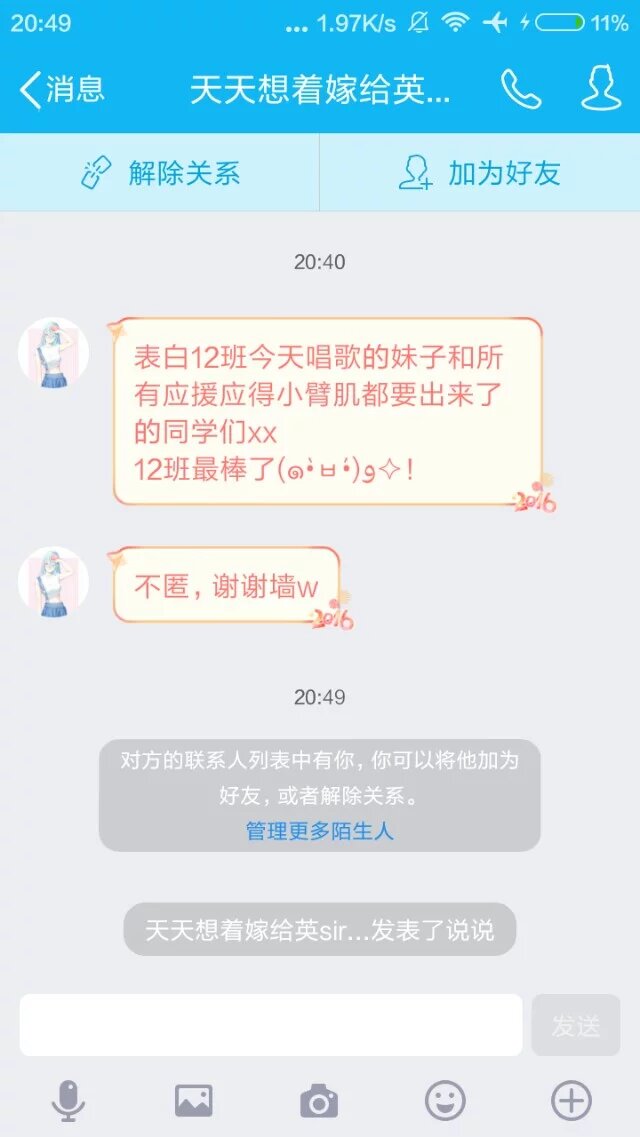 20:49 ... 1.97K/s 11%
消息 天天想着嫁给英...
解除关系 加为好友
20:40
表白12班今天唱歌的妹子和所
有应援应得小臂肌都要出来了
的同学们xx
12班最棒了(๑•̀ㅂ•́)و✧！
2016
不匿，谢谢墙w
2016
20:49
对方的联系人列表中有你，你可以将他加为
好友，或者解除关系。
管理更多陌生人
天天想着嫁给英sir...发表了说说
发送